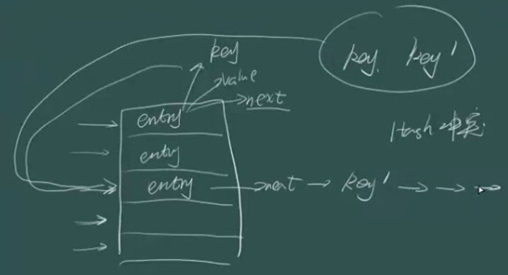 key
key, key'
value
next
entry
Hash冲突
entry
entry → next → key' → → →